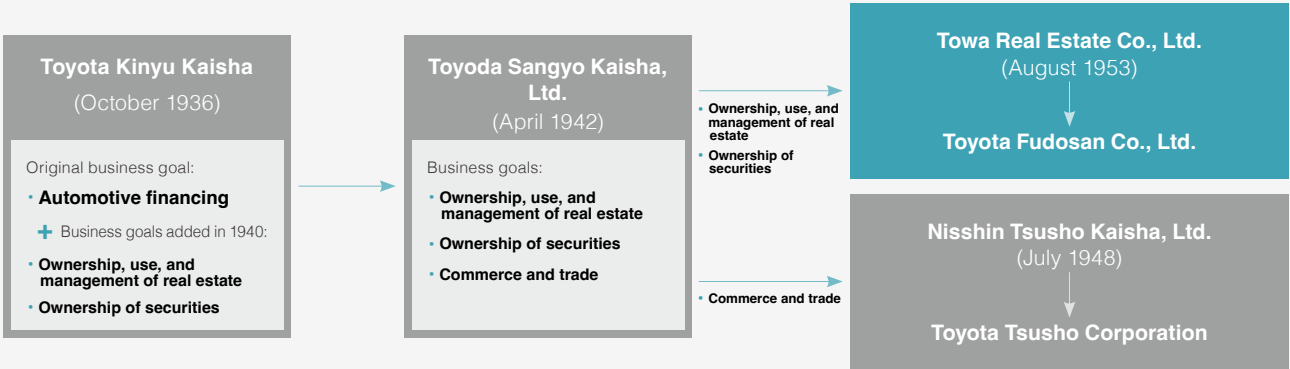 Toyota Kinyu Kaisha
(October 1936)
Original business goal:
• Automotive financing
+ Business goals added in 1940:
• Ownership, use, and
management of real estate
• Ownership of securities
Toyoda Sangyo Kaisha,
Ltd.
(April 1942)
Business goals:
• Ownership, use, and
management of real estate
• Ownership of securities
• Commerce and trade
• Ownership, use, and
management of real
estate
• Ownership of
securities
• Commerce and trade
Towa Real Estate Co., Ltd.
(August 1953)
Toyota Fudosan Co., Ltd.
Nisshin Tsusho Kaisha, Ltd.
(July 1948)
Toyota Tsusho Corporation